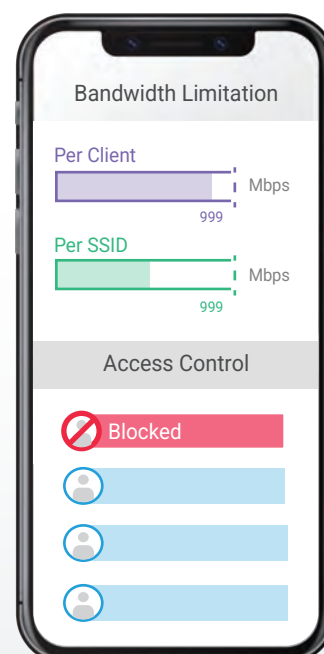 Bandwidth Limitation
Per Client
Mbps
999
Per SSID
Mbps
999
Access Control
Blocked